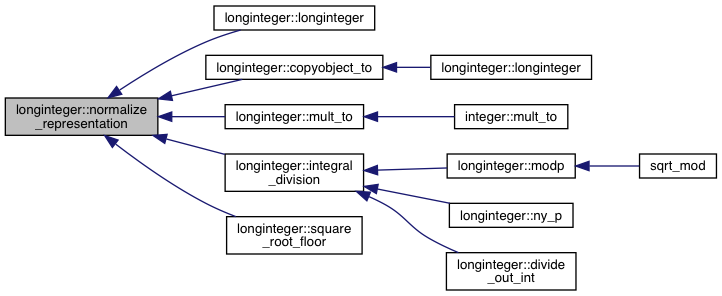 longinteger::longinteger
longinteger::copyobject_to
longinteger::longinteger
longinteger::normalize
_representation
longinteger::mult_to
integer::mult_to
longinteger::integral
_division
longinteger::modp
sqrt_mod
longinteger::ny_p
longinteger::square
_root_floor
longinteger::divide
_out_int